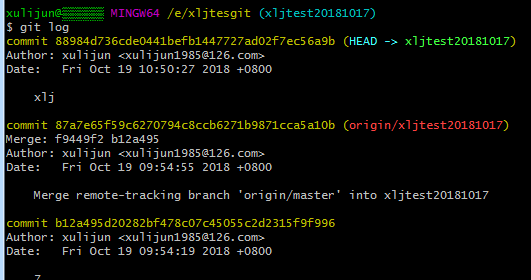 xulijun@ MINGW64 /e/xljtesgit (xljtest20181017)
$ git log
commit 88984d736cde0441befb1447727ad02f7ec56a9b (HEAD -> xljtest20181017)
Author: xulijun <xulijun1985@126.com>
Date:   Fri Oct 19 10:50:27 2018 +0800
xlj
commit 87a7e65f59c6270794c8ccb6271b9871cca5a10b (origin/xljtest20181017)
Merge: f9449f2 b12a495
Author: xulijun <xulijun1985@126.com>
Date:   Fri Oct 19 09:54:55 2018 +0800
Merge remote-tracking branch 'origin/master' into xljtest20181017
commit b12a495d20282bf478c07c45055c2d2315f9f996
Author: xulijun <xulijun1985@126.com>
Date:   Fri Oct 19 09:54:19 2018 +0800